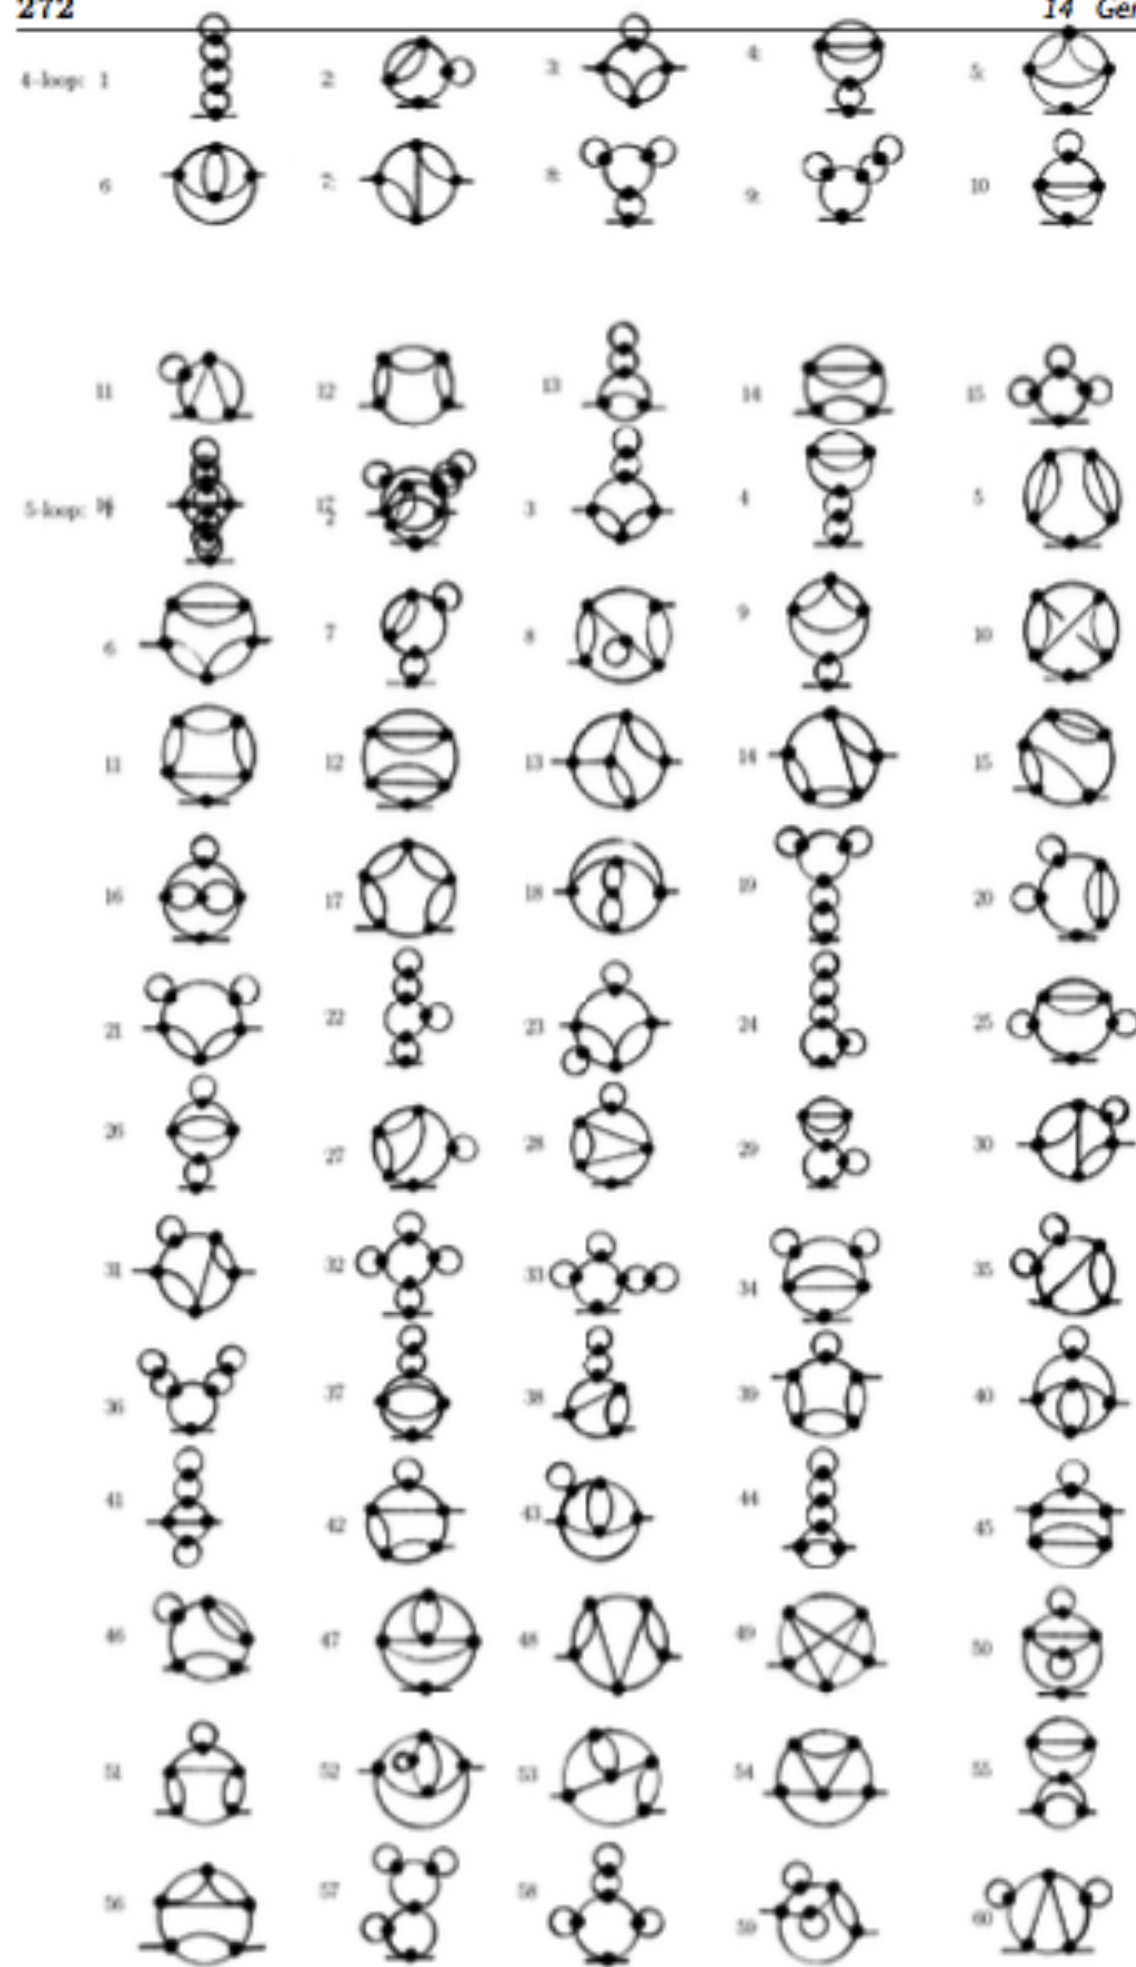 272 14 Ger
4-loop: 1 2: 3: 4: 5:
6 7: 8: 9: 10
11 12 13 14 15
5-loop: 3 4 5
6 7 8 9 10
11 12 13 14 15
16 17 18 19 20
21 22 23 24 25
26 27 28 29 30
31 32 33 34 35
36 37 38 39 40
41 42 43 44 45
46 47 48 49 50
51 52 53 54 55
56 57 58 59 60